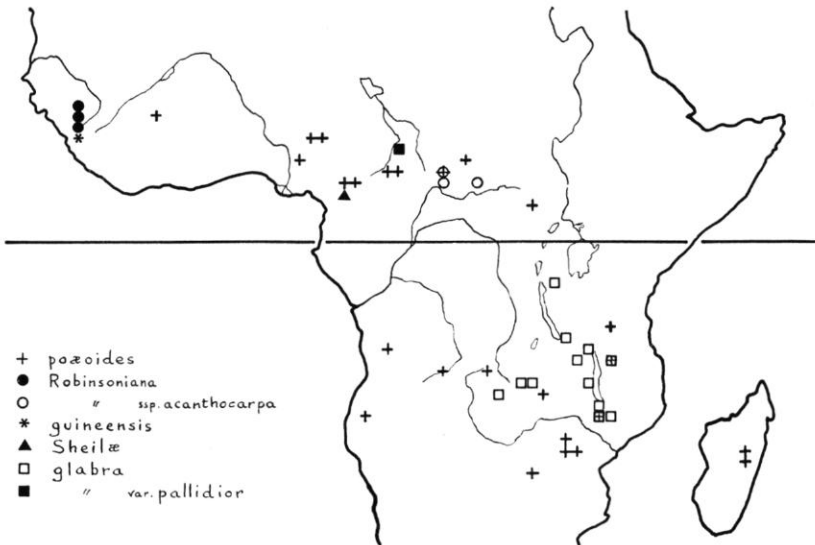 poæoides
Robinsoniana
〃 ssp. acanthocarpa
guineensis
Sheilæ
glabra
〃 var. pallidior